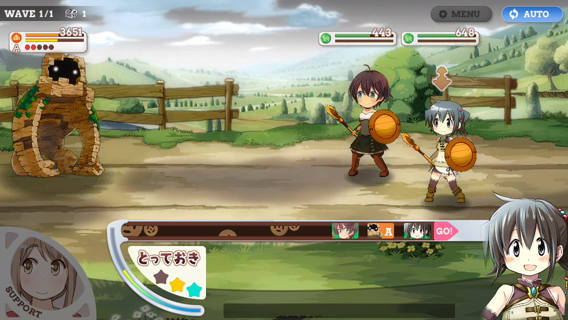 WAVE 1/1 1
MENU
AUTO
3651
A
443
648
A
GO!
とっておき
SUPPORT